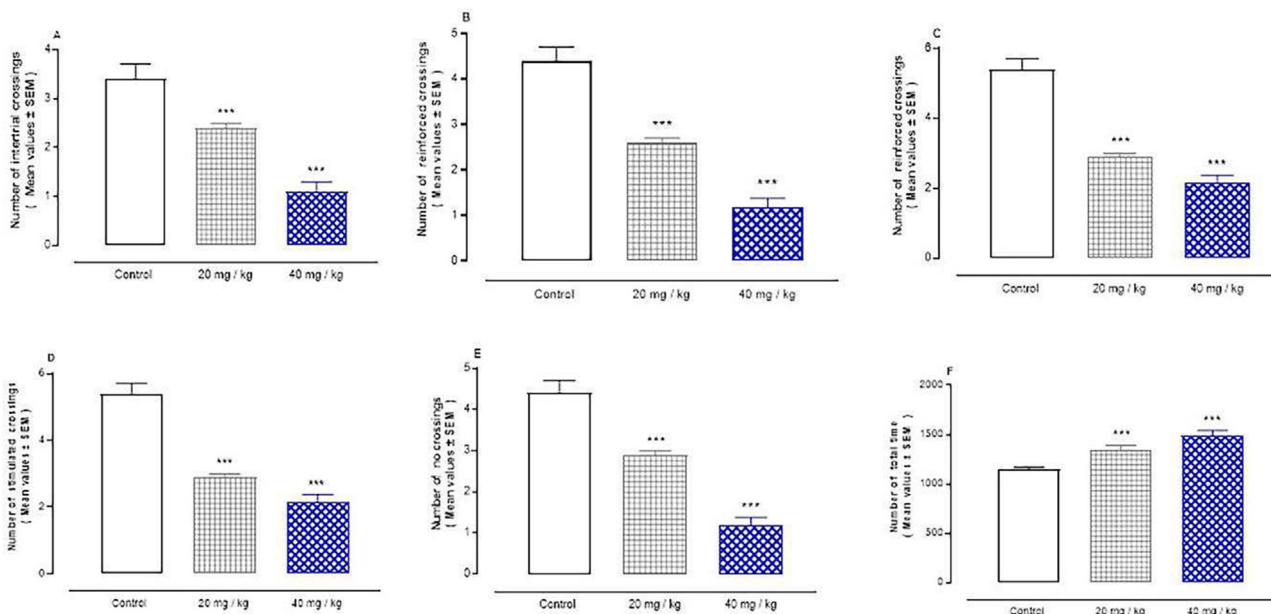 A
Number of intertrial crossings
( Mean values ± SEM )
4
3
2
1
0
***
***
Control
20 mg / kg
40 mg / kg
B
Number of reinforced crossings
( Mean values ± SEM )
5
4
3
2
1
0
***
***
Control
20 mg / kg
40 mg / kg
C
Number of reinforced crossings
( Mean values ± SEM )
6
4
2
0
***
***
Control
20 mg / kg
40 mg / kg
D
Number of stimulated crossings
( Mean values ± SEM )
6
4
2
0
***
***
Control
20 mg / kg
40 mg / kg
E
Number of no crossings
( Mean values ± SEM )
5
4
3
2
1
0
***
***
Control
20 mg / kg
40 mg / kg
F
Number of total time
( Mean values ± SEM )
2000
1500
1000
500
0
***
***
Control
20 mg / kg
40 mg / kg